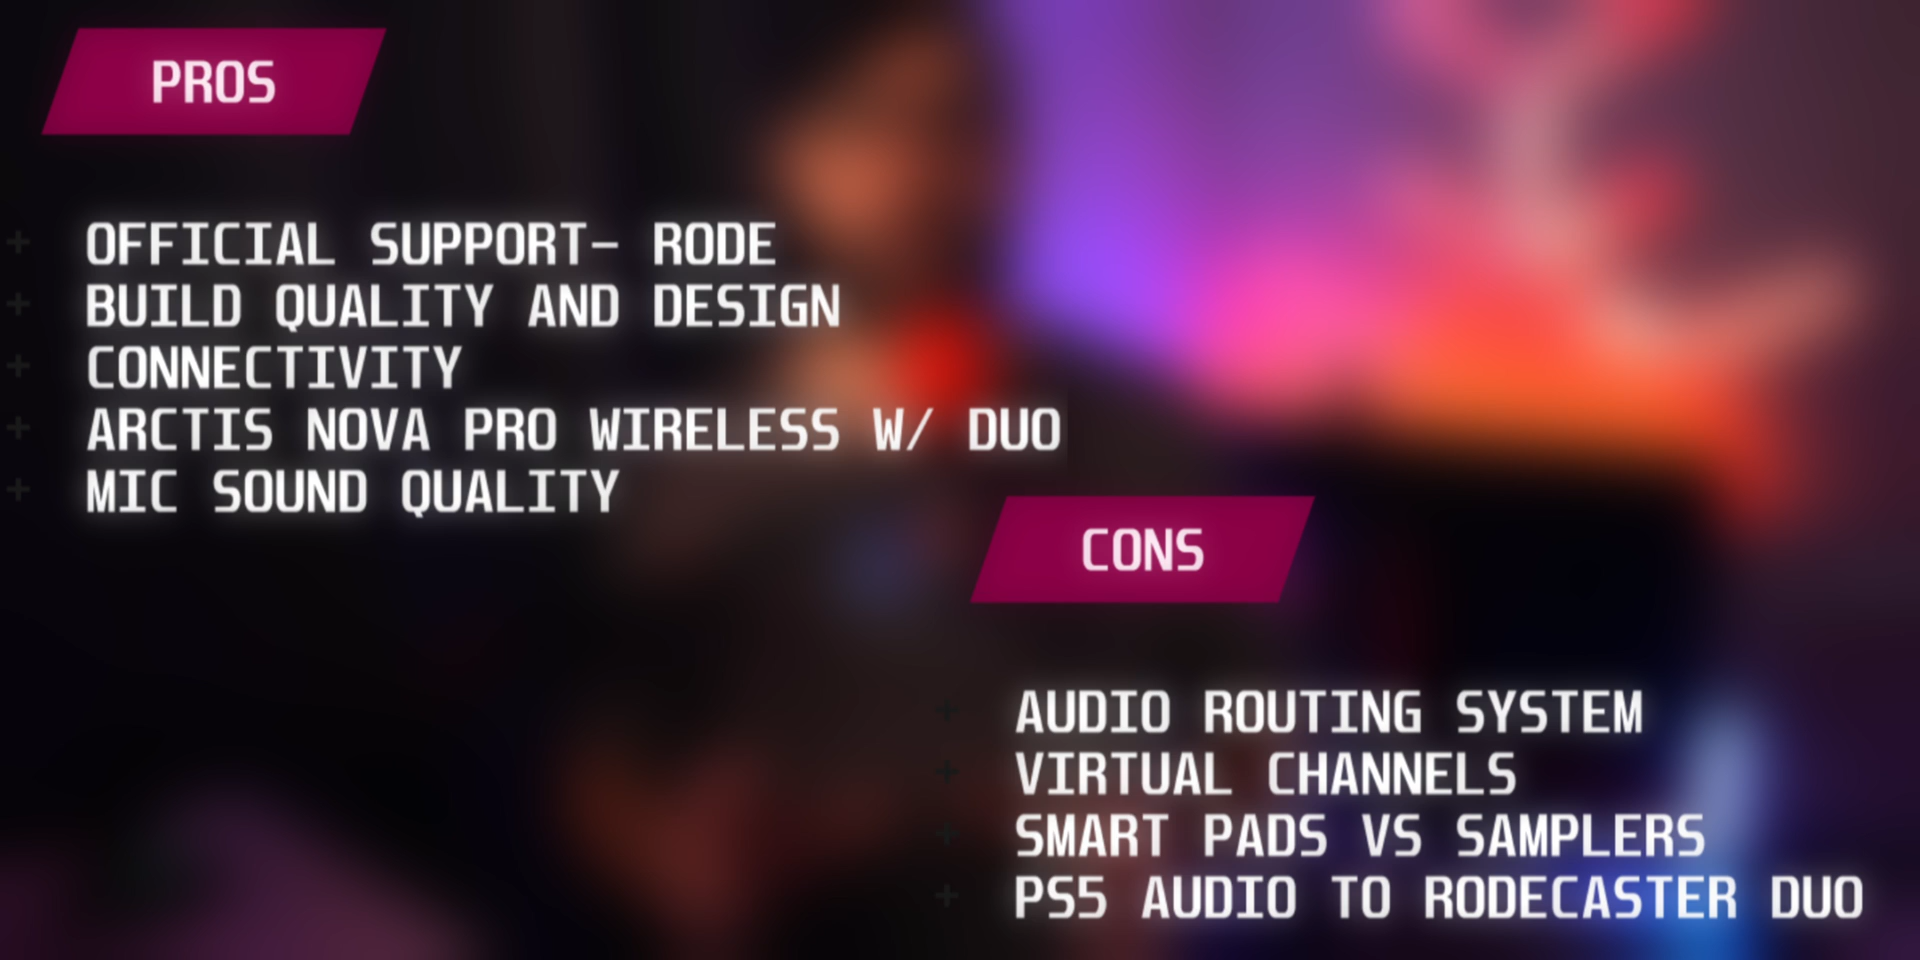 PROS
OFFICIAL SUPPORT- RODE
BUILD QUALITY AND DESIGN
CONNECTIVITY
ARCTIS NOVA PRO WIRELESS W/ DUO
MIC SOUND QUALITY
CONS
AUDIO ROUTING SYSTEM
VIRTUAL CHANNELS
SMART PADS VS SAMPLERS
PS5 AUDIO TO RODECASTER DUO